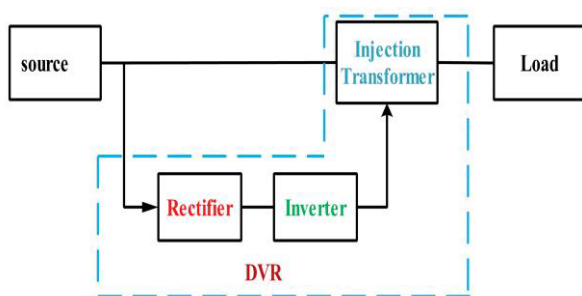 source
Injection
Transformer
Load
Rectifier
Inverter
DVR